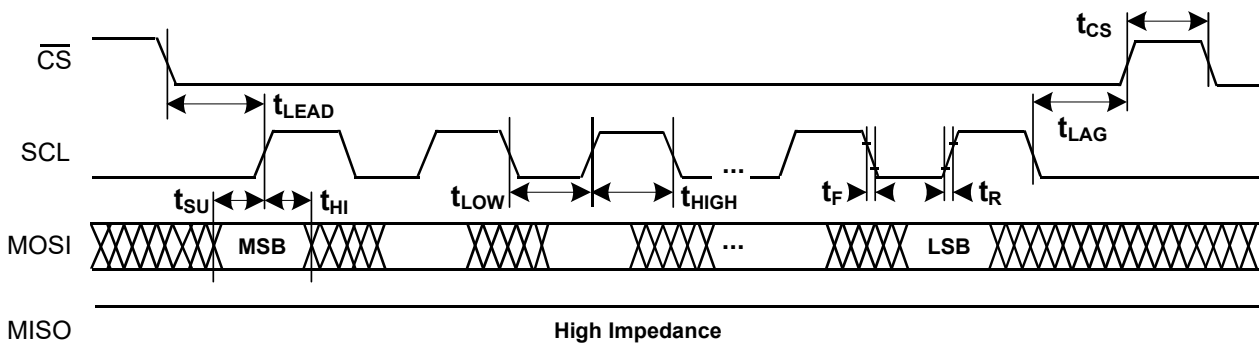 CS
tCS
tLEAD
tLAG
SCL
...
tSU
tHI
tLOW
tHIGH
tF
tR
MOSI
MSB
...
LSB
MISO
High Impedance